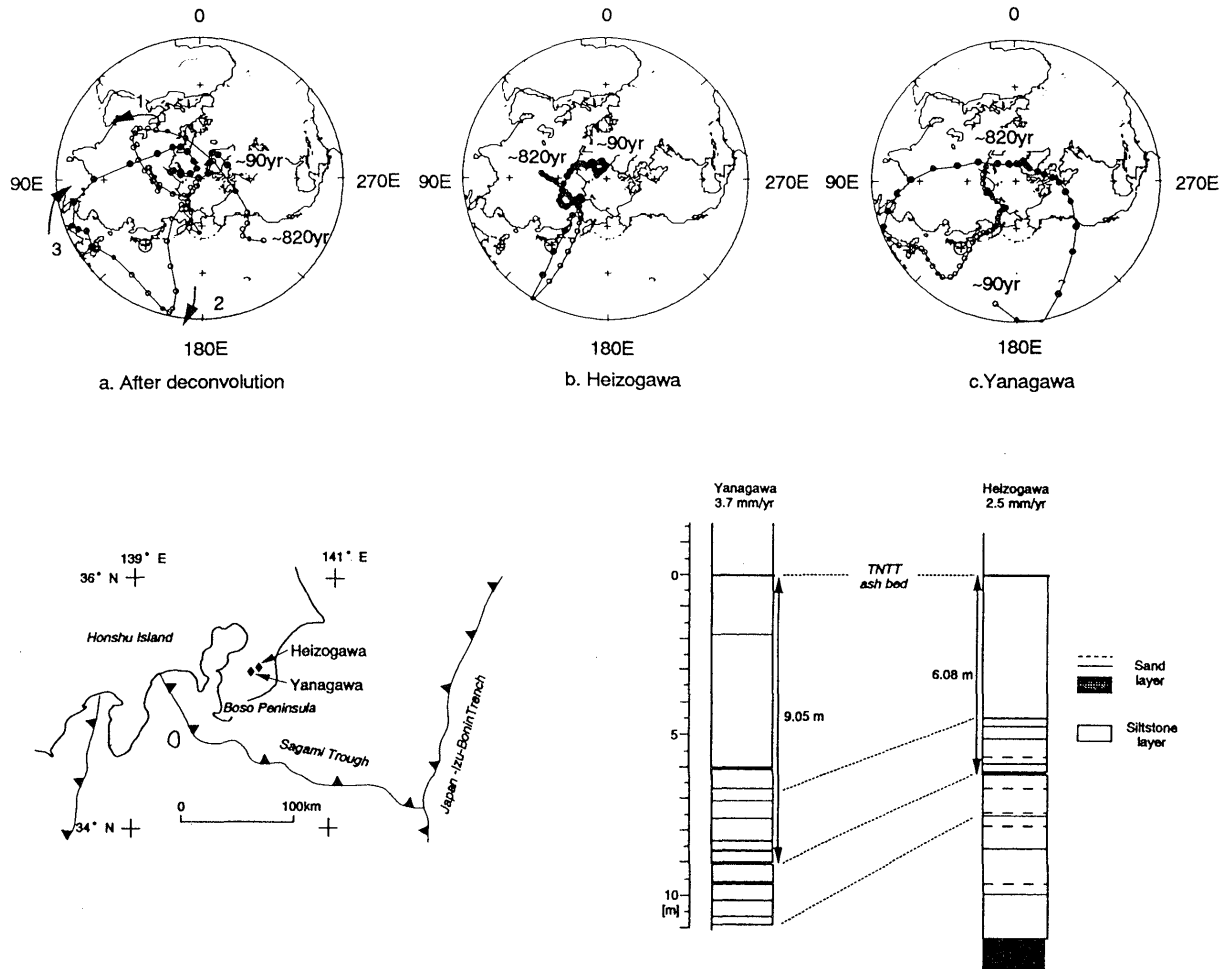 0
90E
270E
180E
1
2
3
~90yr
~820yr
a. After deconvolution
0
90E
270E
180E
~820yr
~90yr
b. Heizogawa
0
90E
270E
180E
~820yr
~90yr
c.Yanagawa
139° E
141° E
36° N
34° N
Honshu Island
Heizogawa
Yanagawa
Boso Peninsula
Sagami Trough
Japan -Izu-BoninTrench
0
100km
Yanagawa
3.7 mm/yr
Heizogawa
2.5 mm/yr
0
5
10
[m]
TNTT
ash bed
9.05 m
6.08 m
Sand
layer
Siltstone
layer